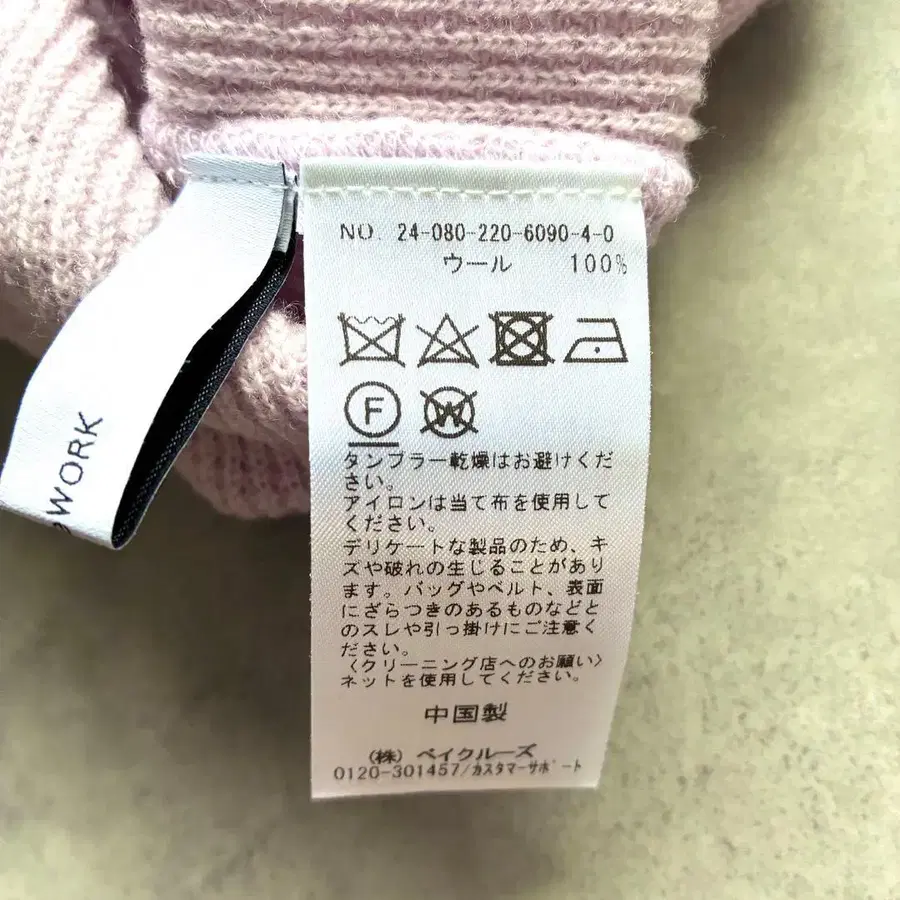 NO. 24-080-220-6090-4-0
ウール 100%
F
W
タンブラー乾燥はお避けくだ
さい。
アイロンは当て布を使用して
ください。
デリケートな製品のため、キ
ズや破れの生じることがあり
ます。バッグやベルト、表面
にざらつきのあるものなどと
のスレや引っ掛けにご注意く
ださい。
〈クリーニング店へのお願い〉
ネットを使用してください。
中国製
(株) ベイクルーズ
0120-301457/カスタマーサポート
WORK